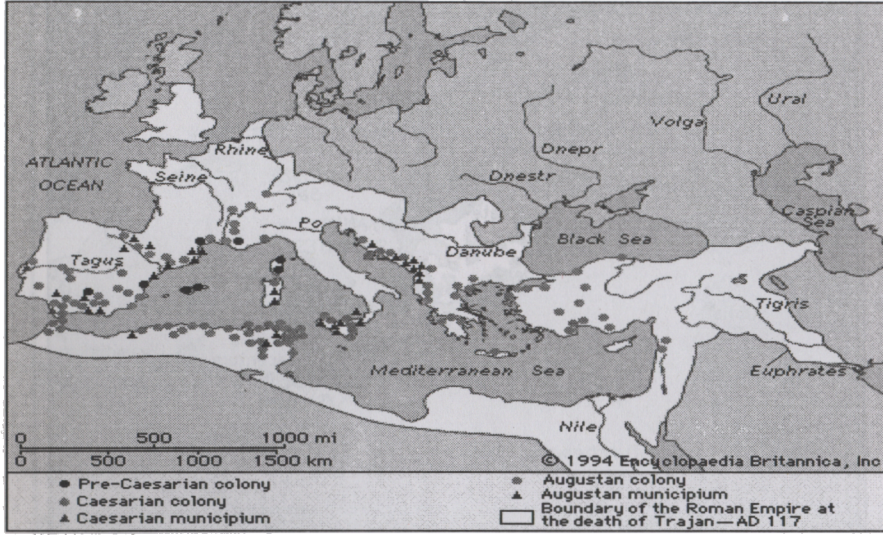 ATLANTIC
OCEAN
Rhine
Seine
Tagus
Po
Danube
Dnestr
Dnepr
Volga
Ural
Caspian
Sea
Black Sea
Tigris
Euphrates
Mediterranean Sea
Nile
0 500 1000 mi
0 500 1000 1500 km
© 1994 Encyclopaedia Britannica, Inc
Pre-Caesarian colony
Caesarian colony
Caesarian municipium
Augustan colony
Augustan municipium
Boundary of the Roman Empire at
the death of Trajan—AD 117